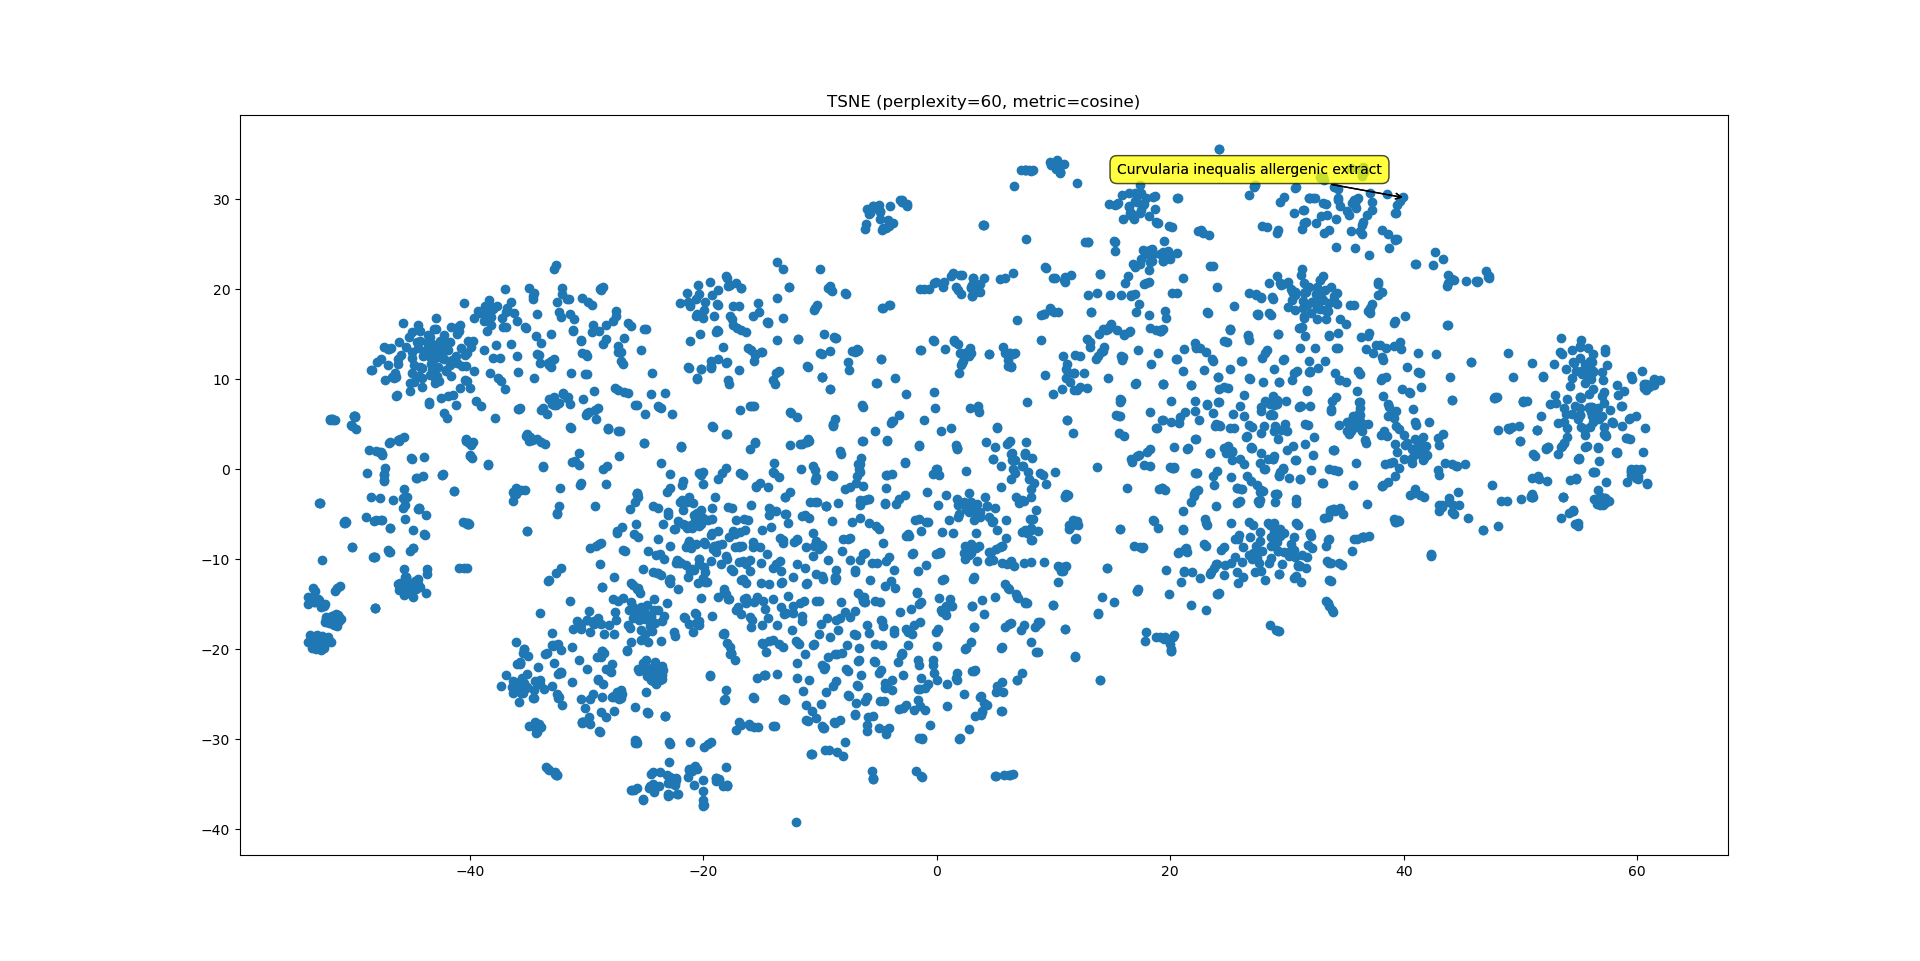 TSNE (perplexity=60, metric=cosine)
Curvularia inequalis allergenic extract
30
20
10
0
−10
−20
−30
−40
−40 −20 0 20 40 60